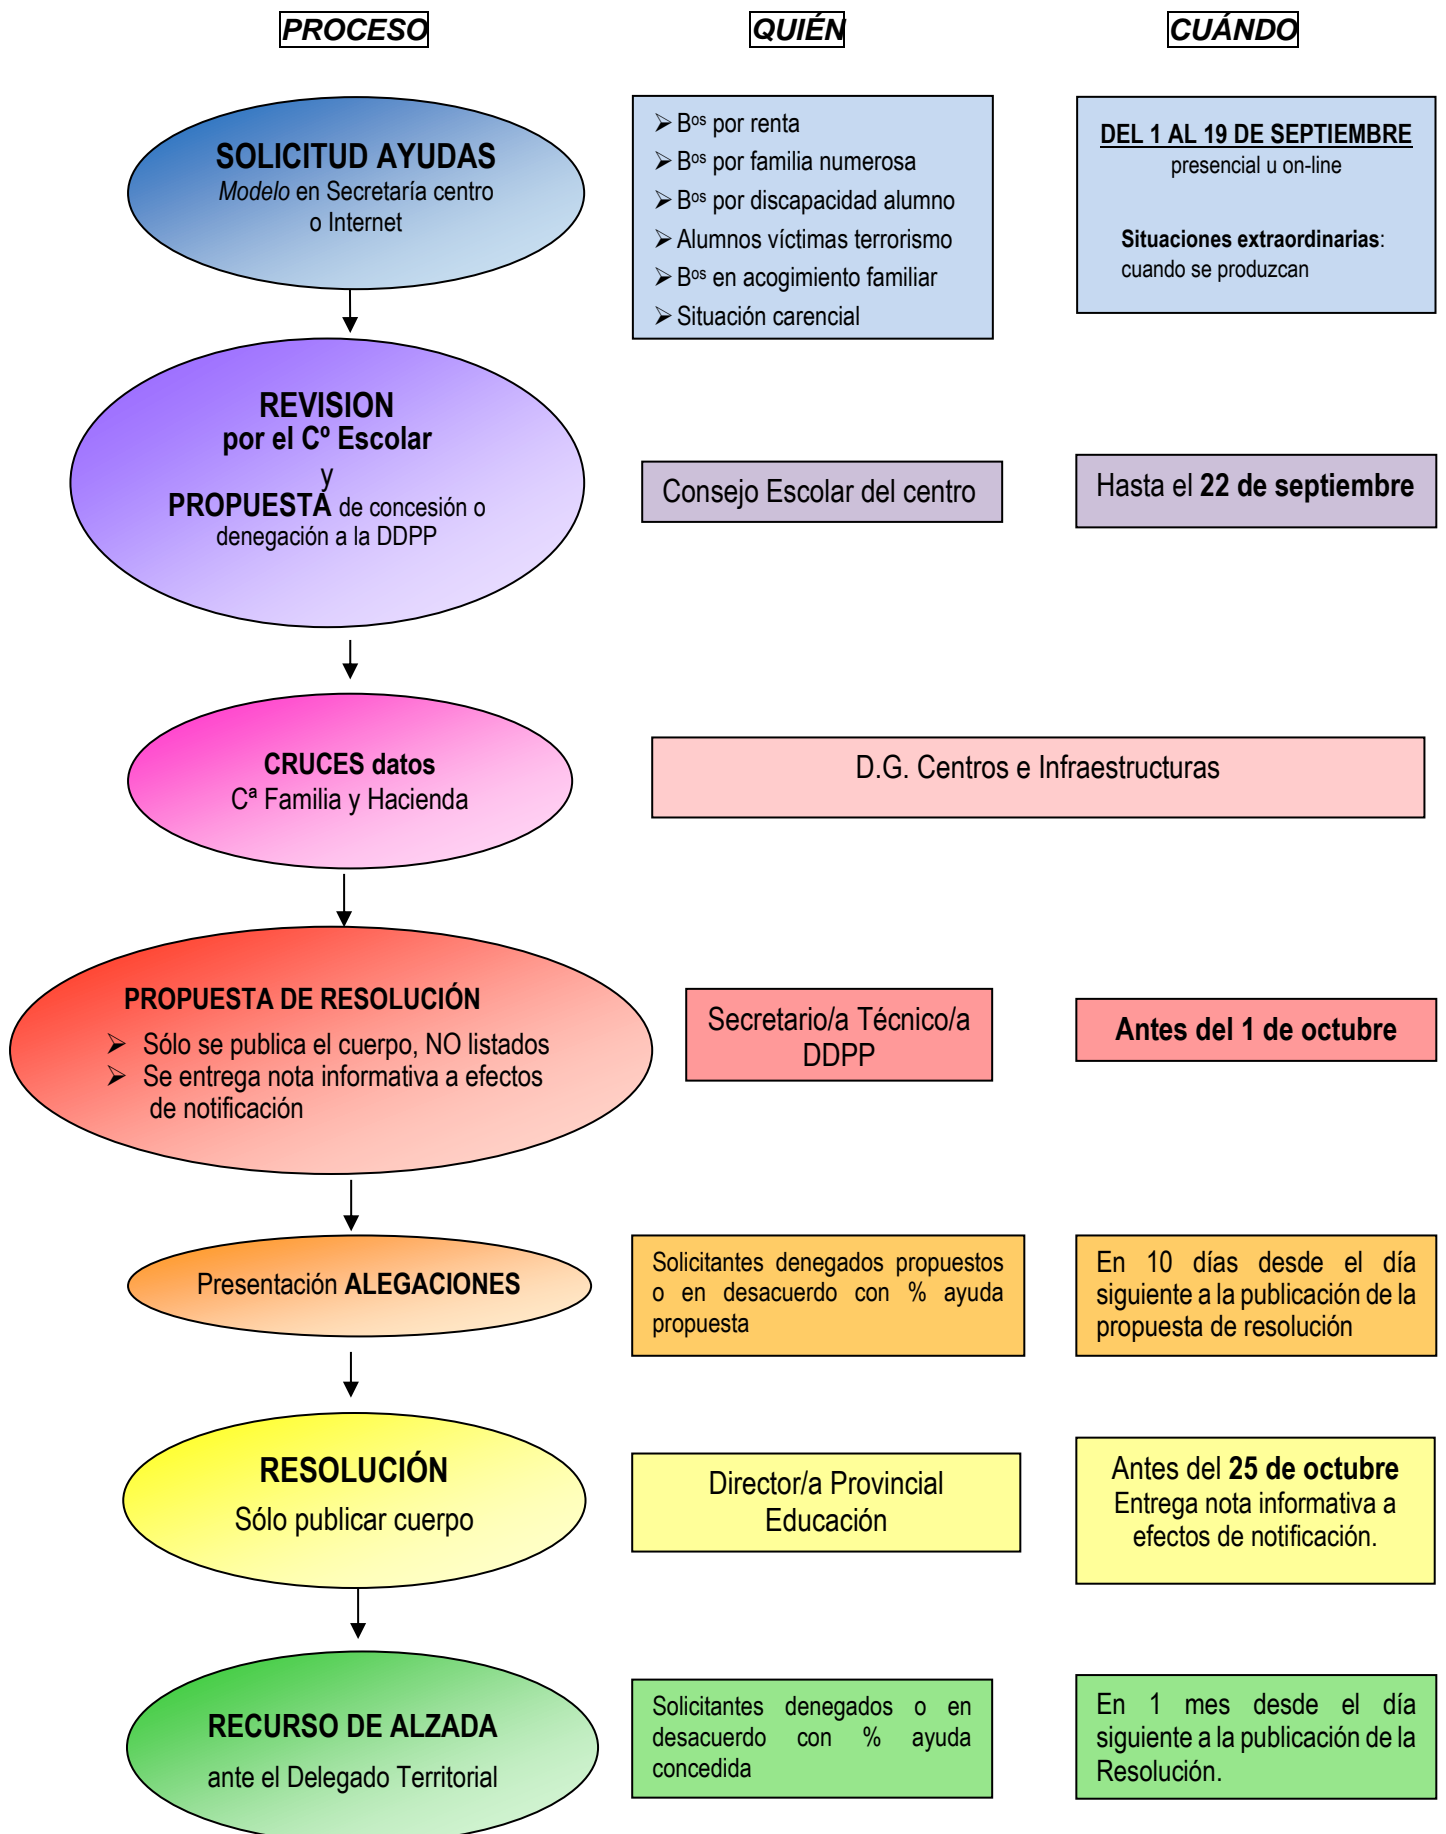 PROCESO
QUIÉN
CUÁNDO
SOLICITUD AYUDAS
Modelo en Secretaría centro
o Internet
➢ Bᵒˢ por renta
➢ Bᵒˢ por familia numerosa
➢ Bᵒˢ por discapacidad alumno
➢ Alumnos víctimas terrorismo
➢ Bᵒˢ en acogimiento familiar
➢ Situación carencial
DEL 1 AL 19 DE SEPTIEMBRE
presencial u on-line
Situaciones extraordinarias:
cuando se produzcan
REVISION
por el Cº Escolar
y
PROPUESTA de concesión o
denegación a la DDPP
Consejo Escolar del centro
Hasta el 22 de septiembre
CRUCES datos
Cª Familia y Hacienda
D.G. Centros e Infraestructuras
PROPUESTA DE RESOLUCIÓN
➢ Sólo se publica el cuerpo, NO listados
➢ Se entrega nota informativa a efectos
de notificación
Secretario/a Técnico/a
DDPP
Antes del 1 de octubre
Presentación ALEGACIONES
Solicitantes denegados propuestos
o en desacuerdo con % ayuda
propuesta
En 10 días desde el día
siguiente a la publicación de la
propuesta de resolución
RESOLUCIÓN
Sólo publicar cuerpo
Director/a Provincial
Educación
Antes del 25 de octubre
Entrega nota informativa a
efectos de notificación.
RECURSO DE ALZADA
ante el Delegado Territorial
Solicitantes denegados o en
desacuerdo con % ayuda
concedida
En 1 mes desde el día
siguiente a la publicación de la
Resolución.